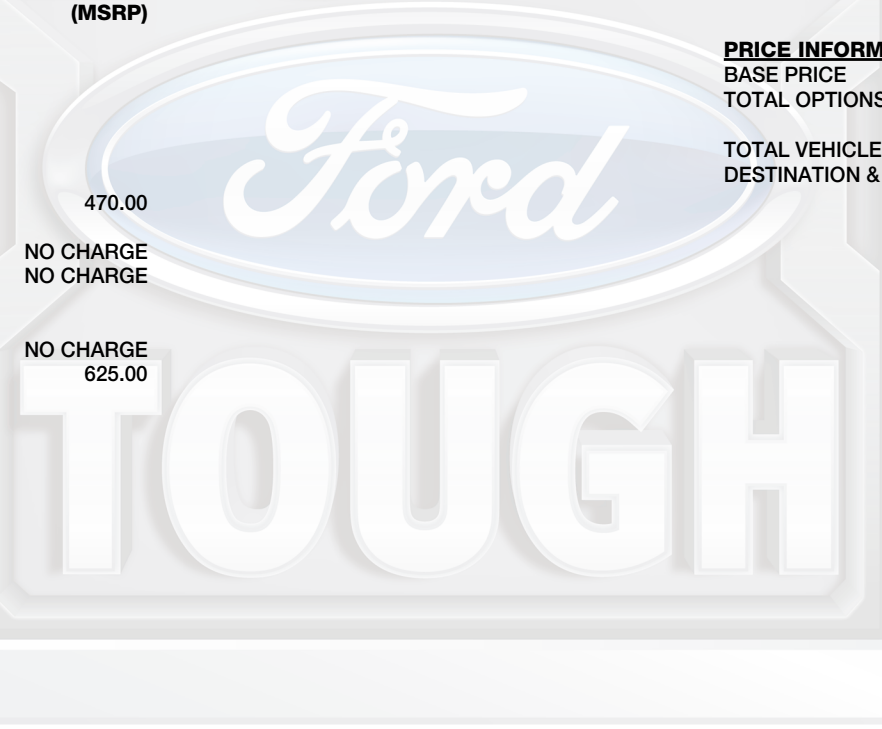 (MSRP)
470.00
NO CHARGE
NO CHARGE
NO CHARGE
625.00
PRICE INFORM
BASE PRICE
TOTAL OPTIONS
TOTAL VEHICLE
DESTINATION &
Ford
TOUGH